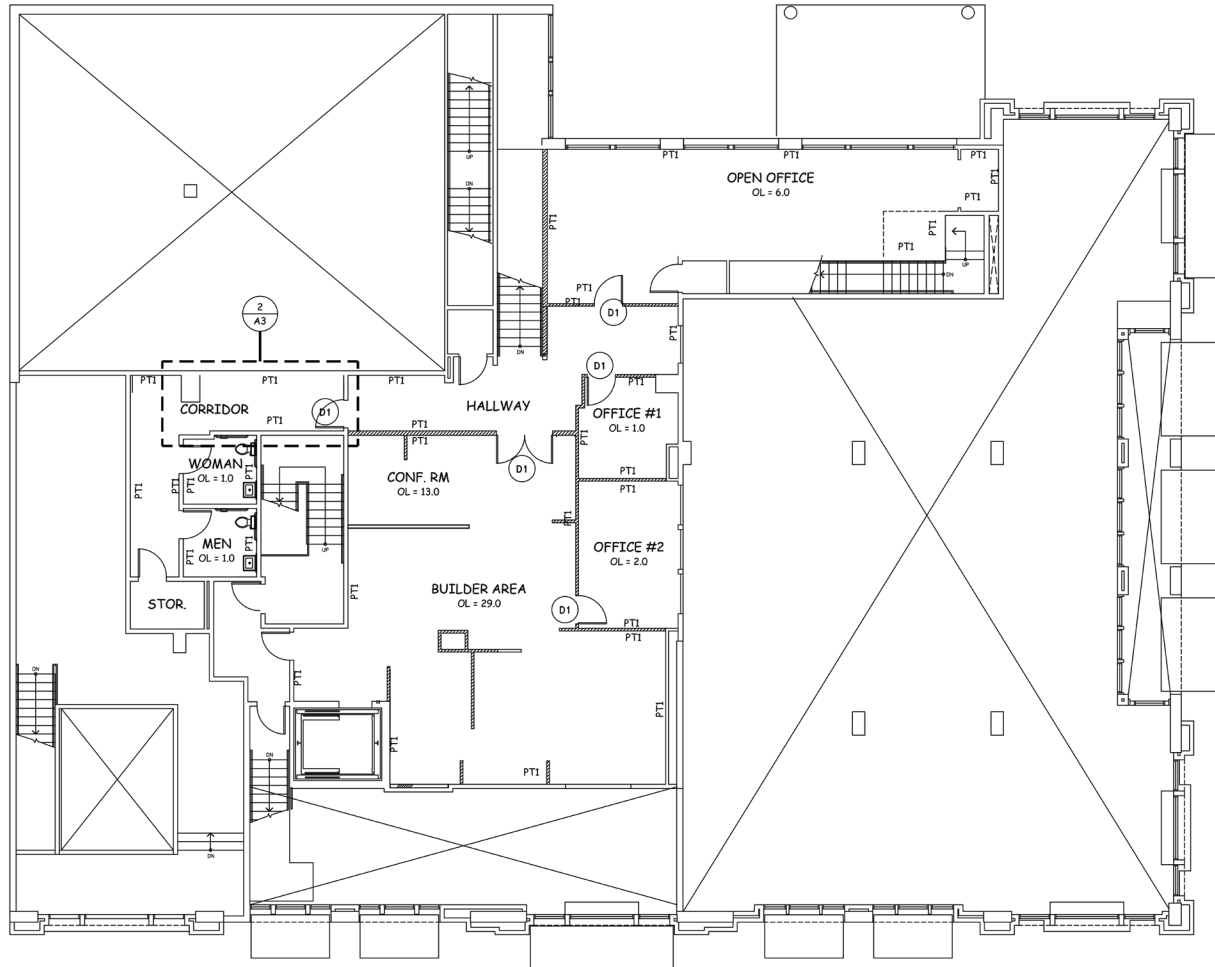 PT1
PT1
PT1
UP
DN
OPEN OFFICE
OL = 6.0
PT1
PT1
PT1
PT1
UP
DN
PT1
PT1
D1
2
A3
PT1
DN
PT1
PT1
PT1
D1
PT1
CORRIDOR
D1
HALLWAY
OFFICE #1
OL = 1.0
PT1
PT1
PT1
PT1
WOMAN
OL = 1.0
PT1
PT1
CONF. RM
OL = 13.0
D1
PT1
PT1
PT1
PT1
UP
MEN
OL = 1.0
PT1
PT1
OFFICE #2
OL = 2.0
STOR.
PT1
BUILDER AREA
OL = 29.0
D1
PT1
PT1
DN
PT1
PT1
PT1
DN
PT1
DN